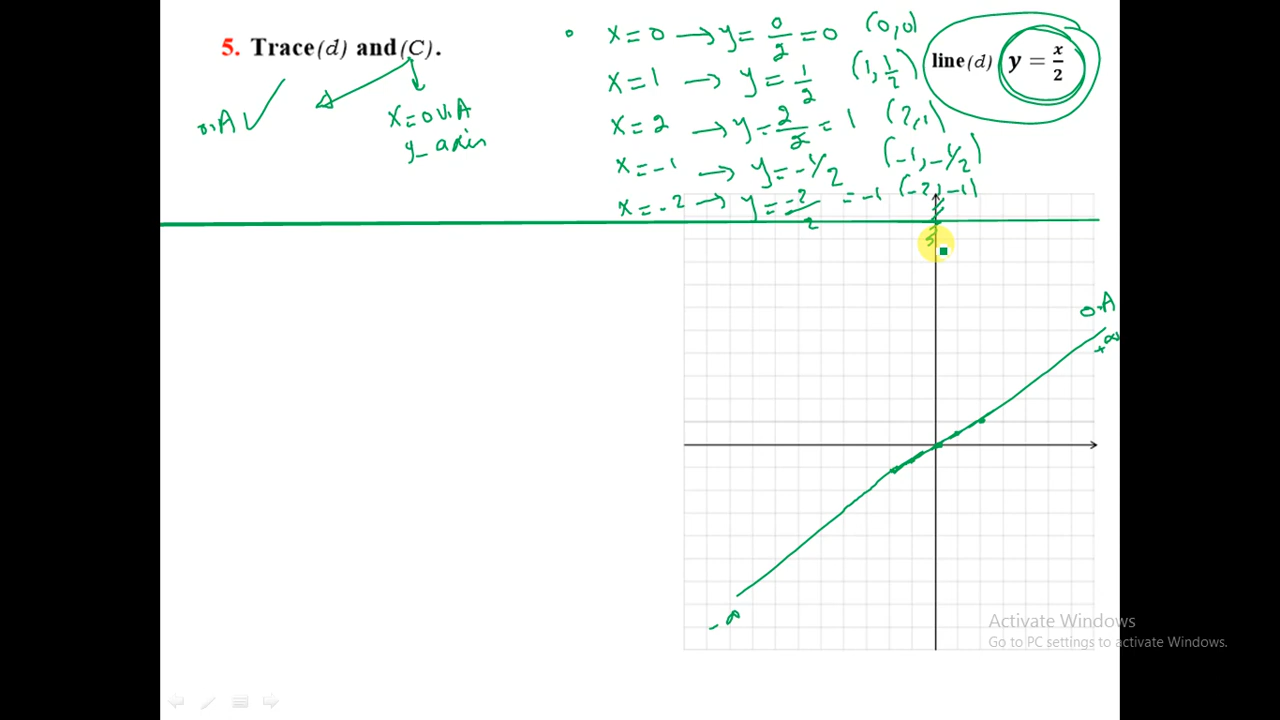 5. Trace (d) and (C).
O.A ✓
x=0 V.A
y_axis
• x=0 → y= 0/2 =0 (0,0)
x=1 → y= 1/2 (1, 1/2)
x=2 → y= 2/2 = 1 (2,1)
x=-1 → y=-1/2 (-1,-1/2)
x=-2 → y= -2/2 = -1 (-2,-1)
line (d) y = x/2
O.A
+∞
-∞
Activate Windows
Go to PC settings to activate Windows.